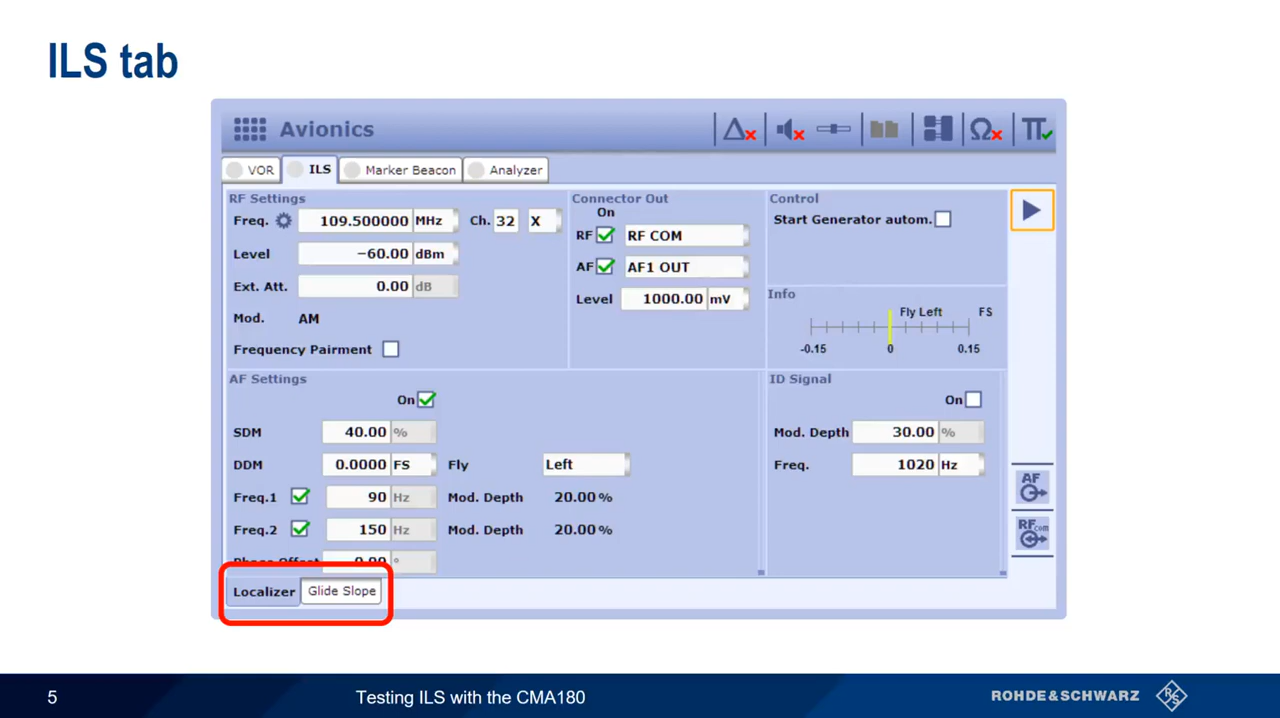 ILS tab
Avionics
VOR ILS Marker Beacon Analyzer
RF Settings
Freq. 109.500000 MHz Ch. 32 X
Level -60.00 dBm
Ext. Att. 0.00 dB
Mod. AM
Frequency Pairment
Connector Out
On
RF RF COM
AF AF1 OUT
Level 1000.00 mV
Control
Start Generator autom.
Info
Fly Left FS
-0.15 0 0.15
AF Settings
On
SDM 40.00 %
DDM 0.0000 FS Fly Left
Freq.1 90 Hz Mod. Depth 20.00 %
Freq.2 150 Hz Mod. Depth 20.00 %
Phase Offset 0.00 °
ID Signal
On
Mod. Depth 30.00 %
Freq. 1020 Hz
AF
RF com
Localizer Glide Slope
5 Testing ILS with the CMA180 ROHDE & SCHWARZ R S